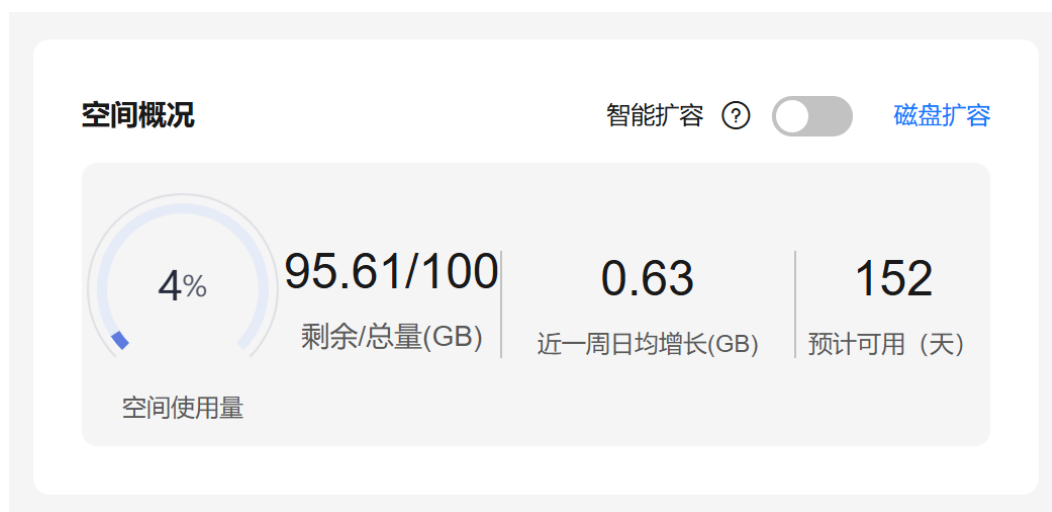 空间概况
智能扩容 ? 磁盘扩容
4%
空间使用量
95.61/100
剩余/总量(GB)
0.63
近一周日均增长(GB)
152
预计可用（天）